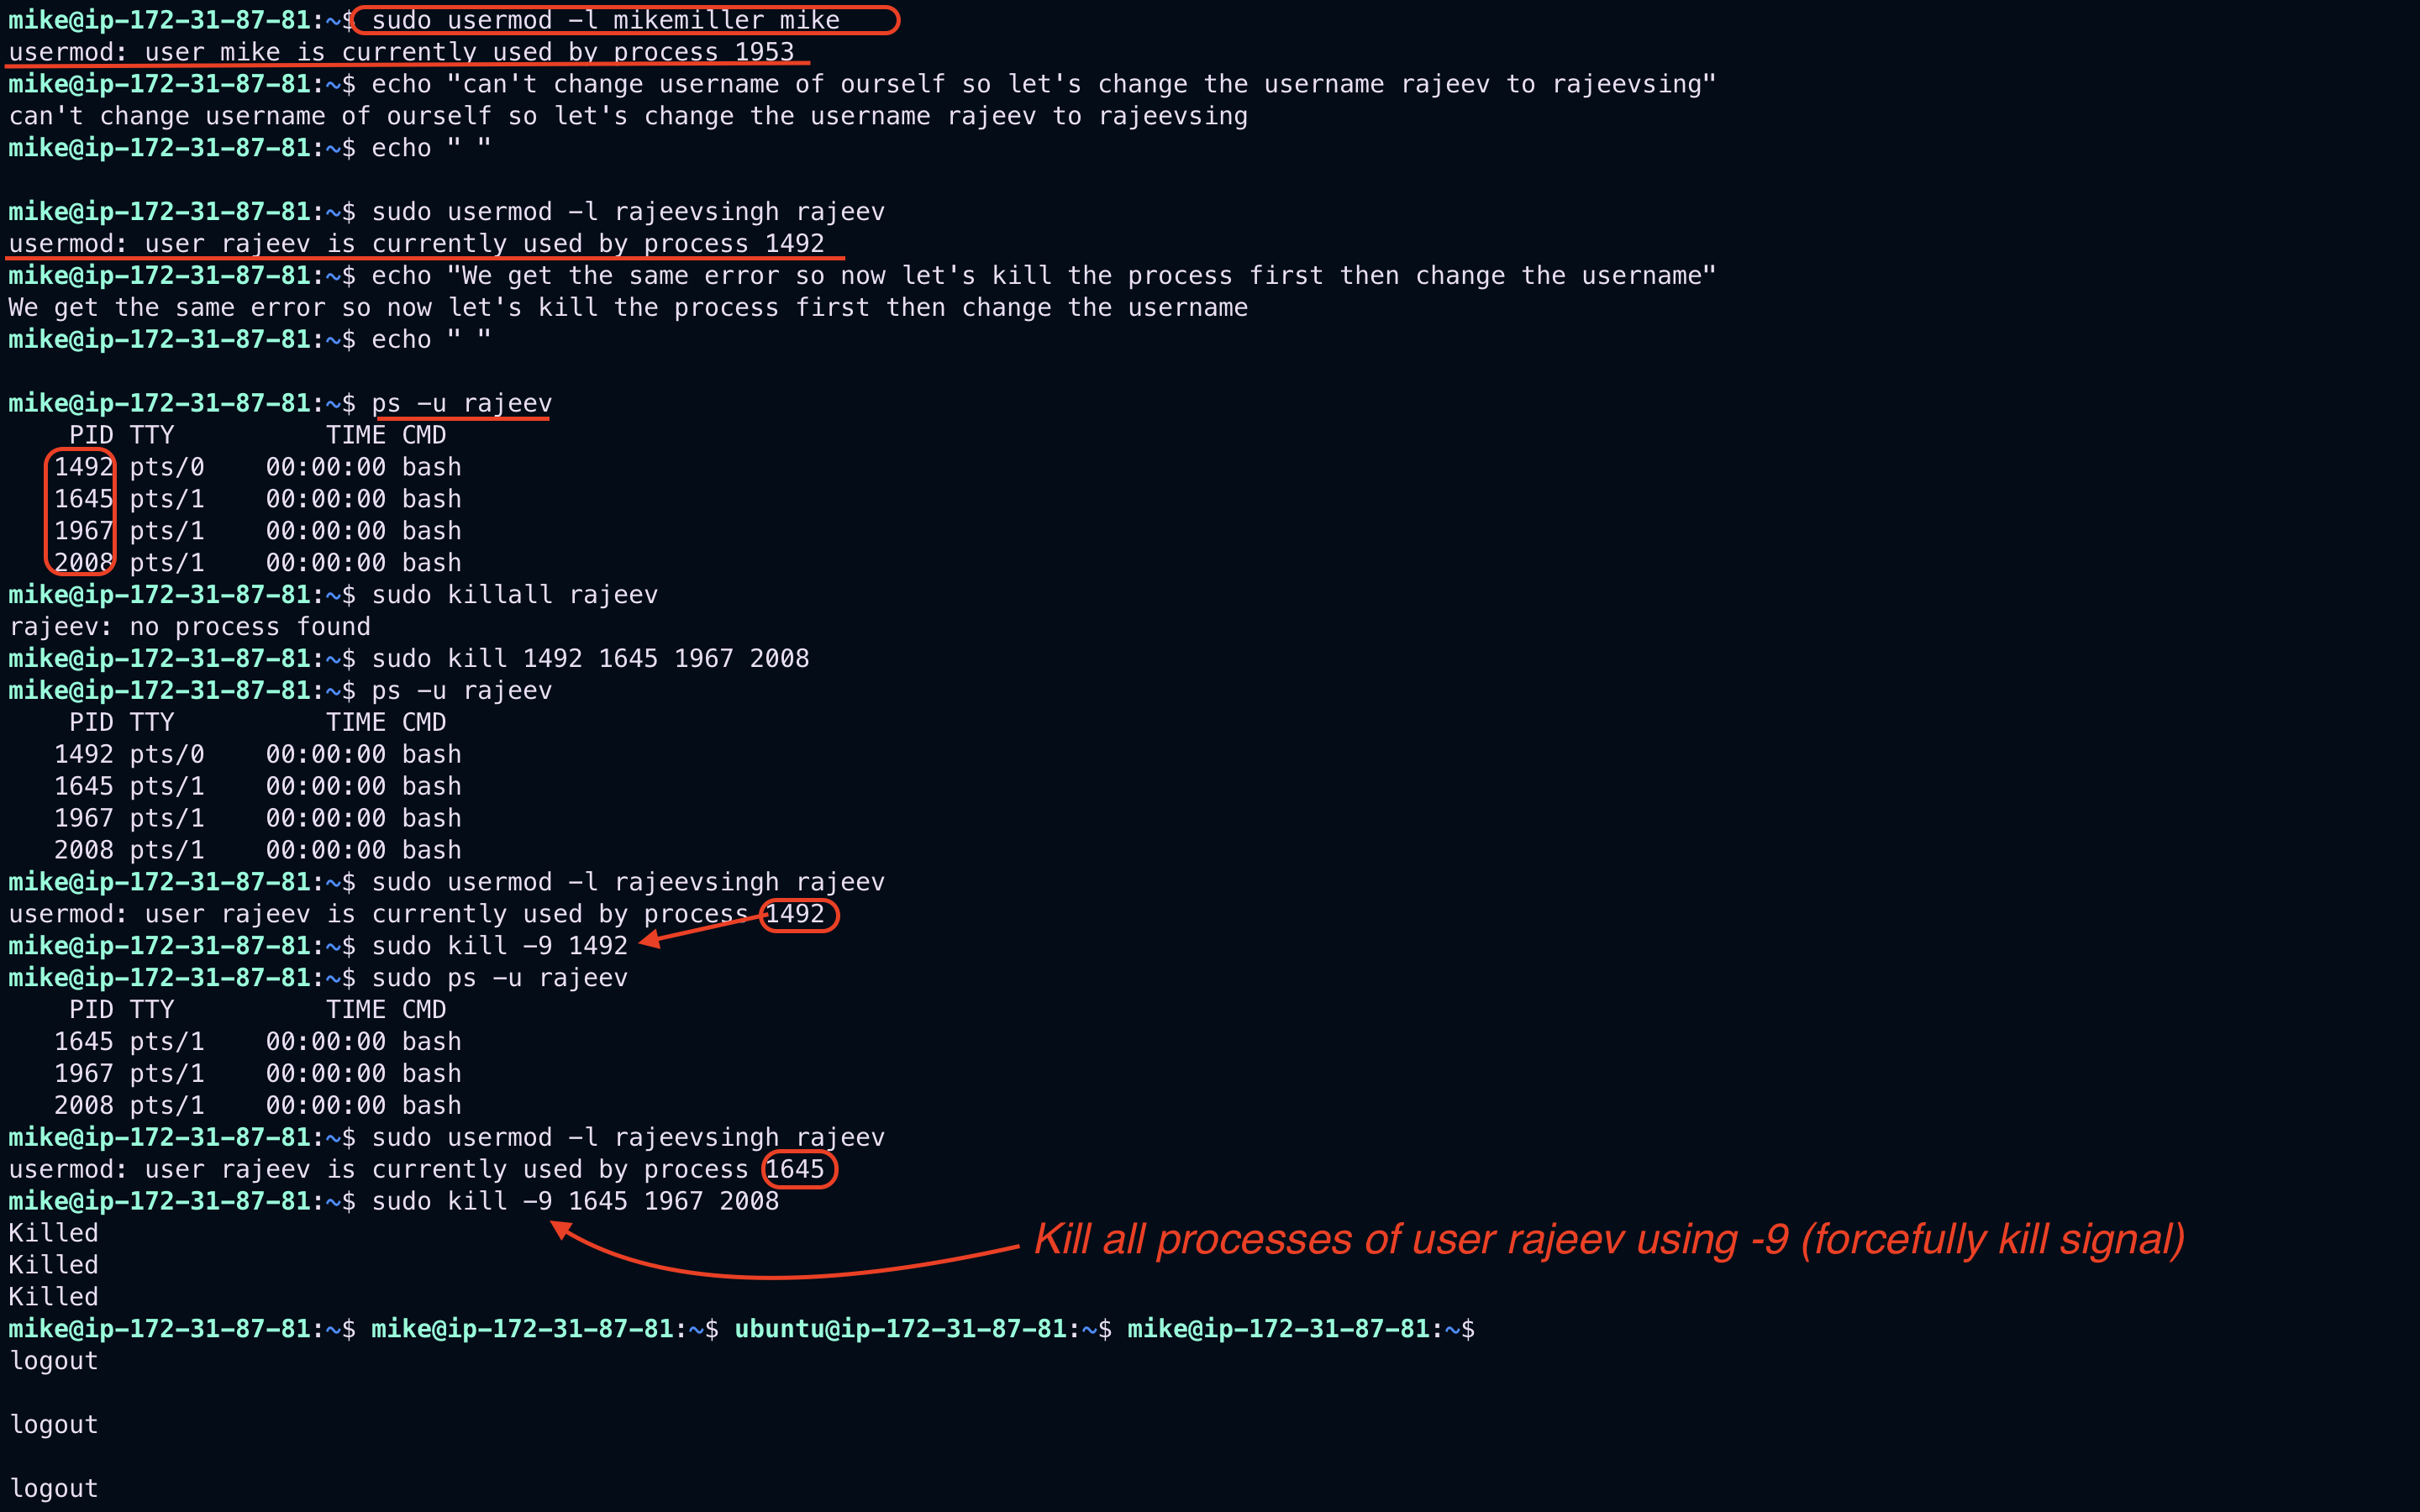 mike@ip-172-31-87-81:~$ sudo usermod -l mikemiller mike
usermod: user mike is currently used by process 1953
mike@ip-172-31-87-81:~$ echo "can't change username of ourself so let's change the username rajeev to rajeevsing"
can't change username of ourself so let's change the username rajeev to rajeevsing
mike@ip-172-31-87-81:~$ echo " "
mike@ip-172-31-87-81:~$ sudo usermod -l rajeevsingh rajeev
usermod: user rajeev is currently used by process 1492
mike@ip-172-31-87-81:~$ echo "We get the same error so now let's kill the process first then change the username"
We get the same error so now let's kill the process first then change the username
mike@ip-172-31-87-81:~$ echo " "
mike@ip-172-31-87-81:~$ ps -u rajeev
PID TTY TIME CMD
1492 pts/0 00:00:00 bash
1645 pts/1 00:00:00 bash
1967 pts/1 00:00:00 bash
2008 pts/1 00:00:00 bash
mike@ip-172-31-87-81:~$ sudo killall rajeev
rajeev: no process found
mike@ip-172-31-87-81:~$ sudo kill 1492 1645 1967 2008
mike@ip-172-31-87-81:~$ ps -u rajeev
PID TTY TIME CMD
1492 pts/0 00:00:00 bash
1645 pts/1 00:00:00 bash
1967 pts/1 00:00:00 bash
2008 pts/1 00:00:00 bash
mike@ip-172-31-87-81:~$ sudo usermod -l rajeevsingh rajeev
usermod: user rajeev is currently used by process 1492
mike@ip-172-31-87-81:~$ sudo kill -9 1492
mike@ip-172-31-87-81:~$ sudo ps -u rajeev
PID TTY TIME CMD
1645 pts/1 00:00:00 bash
1967 pts/1 00:00:00 bash
2008 pts/1 00:00:00 bash
mike@ip-172-31-87-81:~$ sudo usermod -l rajeevsingh rajeev
usermod: user rajeev is currently used by process 1645
mike@ip-172-31-87-81:~$ sudo kill -9 1645 1967 2008
Killed
Kill all processes of user rajeev using -9 (forcefully kill signal)
Killed
Killed
mike@ip-172-31-87-81:~$ mike@ip-172-31-87-81:~$ ubuntu@ip-172-31-87-81:~$ mike@ip-172-31-87-81:~$
logout
logout
logout